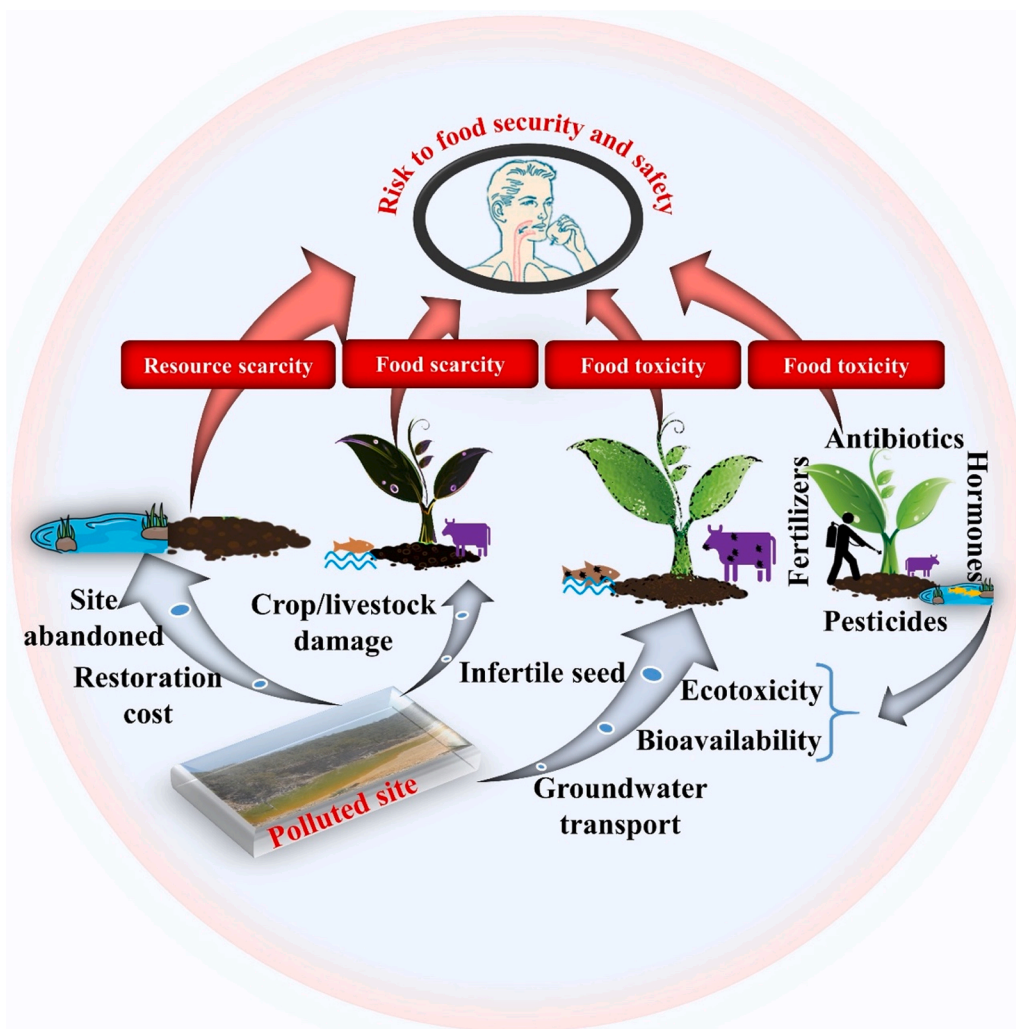 Risk to food security and safety
Resource scarcity
Food scarcity
Food toxicity
Food toxicity
Antibiotics
Fertilizers
Hormones
Pesticides
Site
abandoned
Restoration
cost
Crop/livestock
damage
Infertile seed
Ecotoxicity
Bioavailability
Groundwater
transport
Polluted site